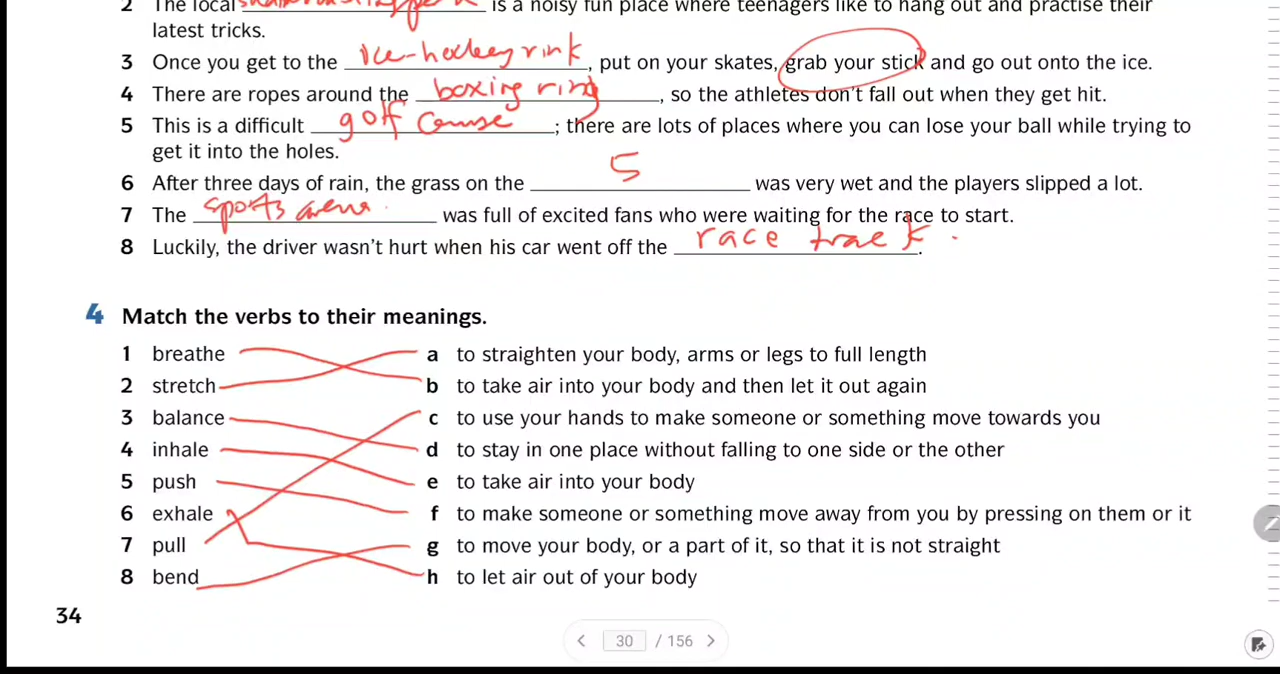 2 The local is a noisy fun place where teenagers like to hang out and practise their
latest tricks.
3 Once you get to the Ice-hockey rink, put on your skates, grab your stick and go out onto the ice.
4 There are ropes around the boxing ring, so the athletes don't fall out when they get hit.
5 This is a difficult golf course; there are lots of places where you can lose your ball while trying to
get it into the holes.
6 After three days of rain, the grass on the 5 was very wet and the players slipped a lot.
7 The sports arena. was full of excited fans who were waiting for the race to start.
8 Luckily, the driver wasn't hurt when his car went off the race track.
4 Match the verbs to their meanings.
1 breathe a to straighten your body, arms or legs to full length
2 stretch b to take air into your body and then let it out again
3 balance c to use your hands to make someone or something move towards you
4 inhale d to stay in one place without falling to one side or the other
5 push e to take air into your body
6 exhale f to make someone or something move away from you by pressing on them or it
7 pull g to move your body, or a part of it, so that it is not straight
8 bend h to let air out of your body
34
< 30 / 156 >